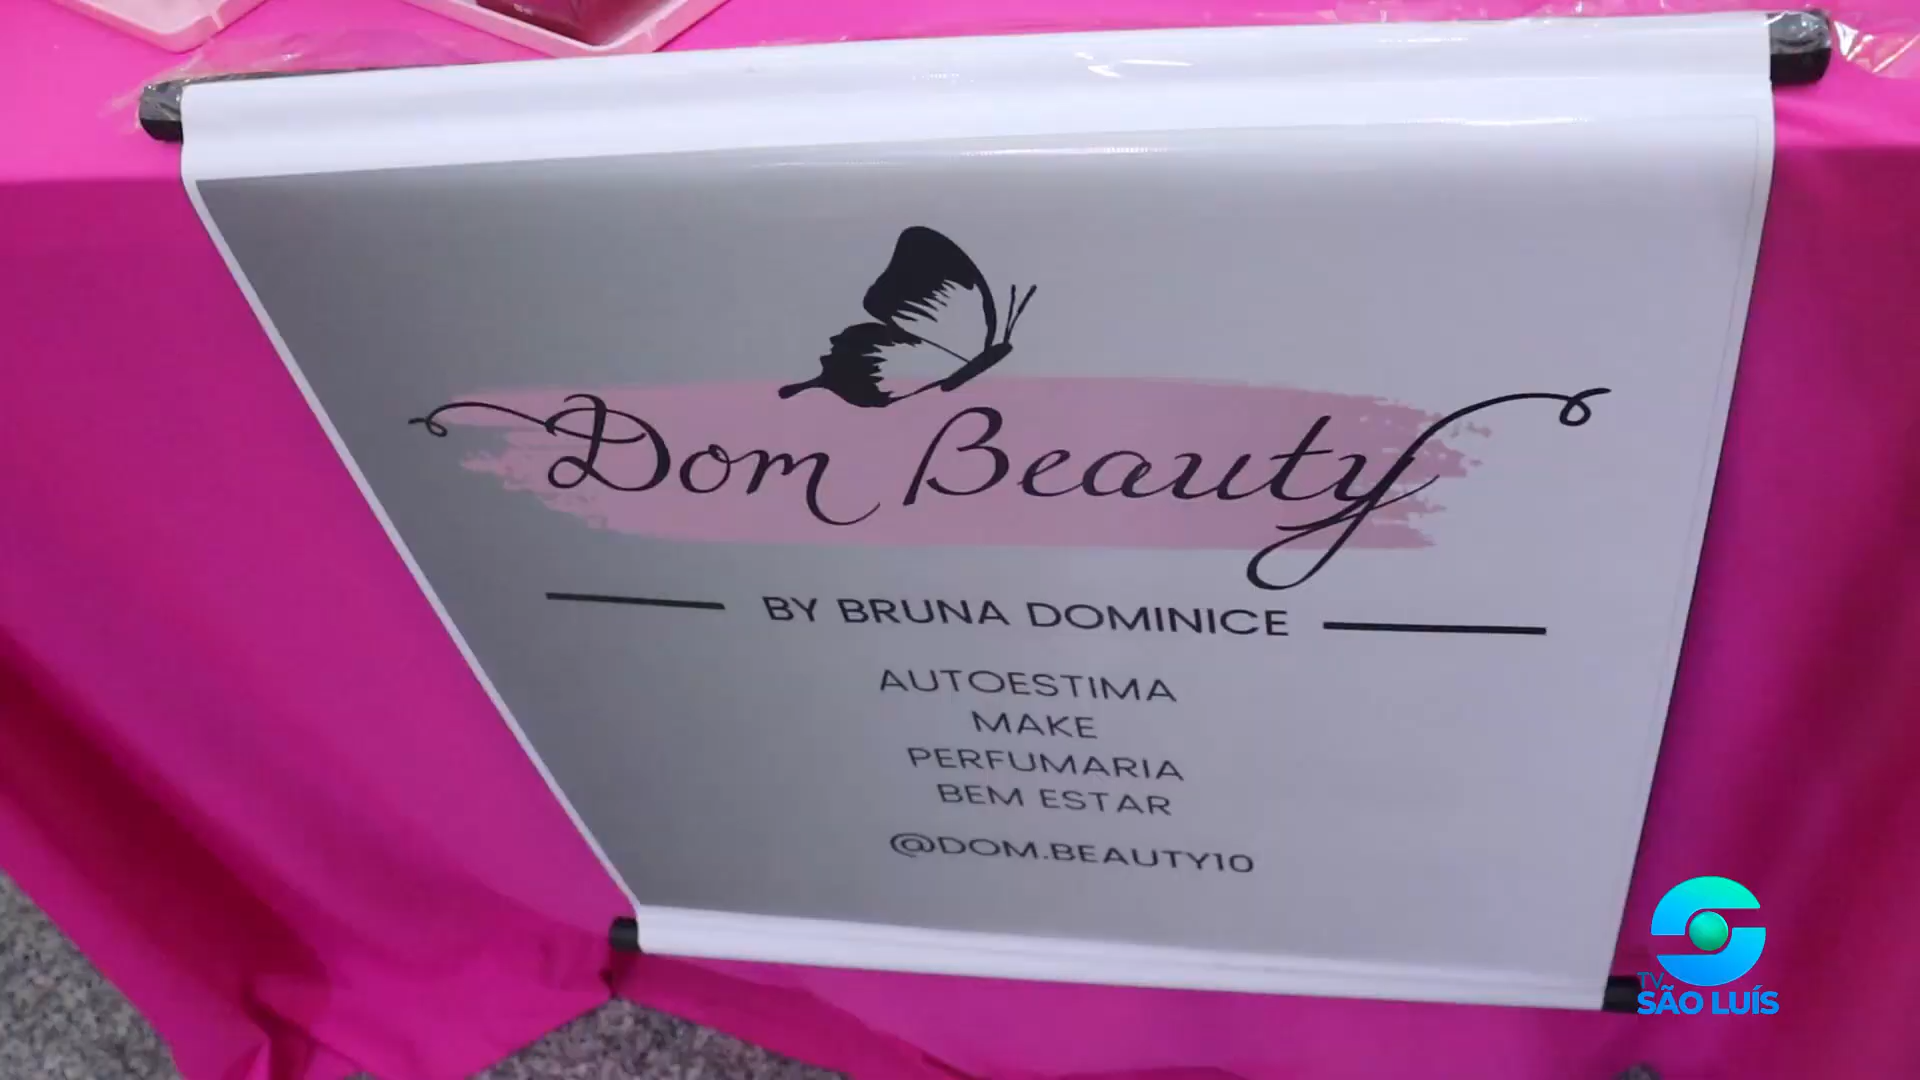 Dom Beauty
BY BRUNA DOMINICE
AUTOESTIMA
MAKE
PERFUMARIA
BEM ESTAR
@DOM.BEAUTY10
TV
SÃO LUÍS